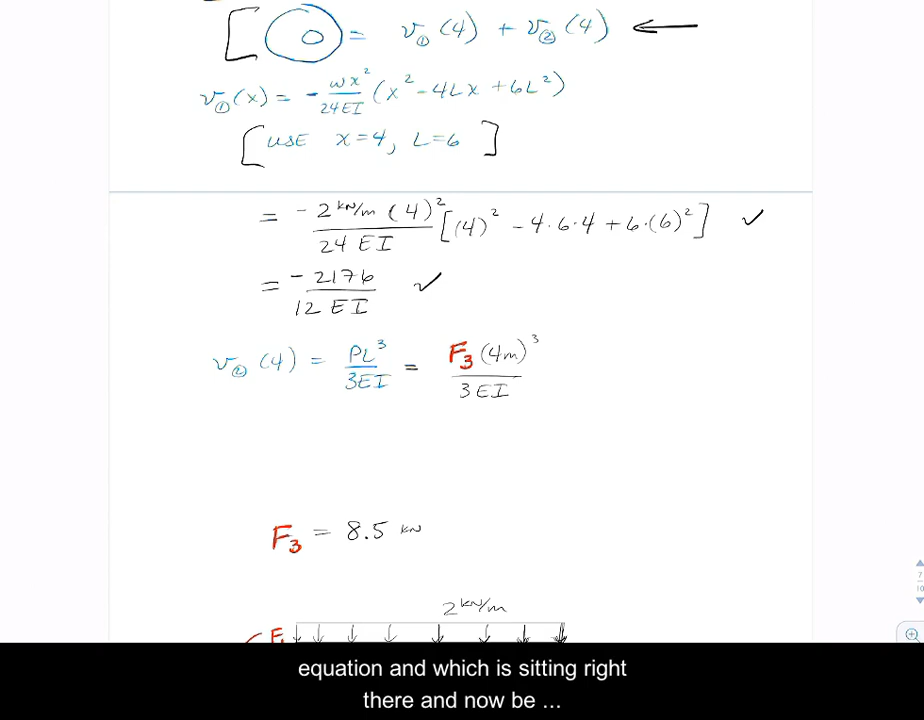 [ 0 = v①(4) + v②(4) ←
v①(x) = - wx²/24EI (x² - 4Lx + 6L²)
[USE x=4, L=6]
= -2 kN/m (4)²/24 EI [(4)² - 4·6·4 + 6·(6)²] ✓
= -2176/12 EI ✓
v②(4) = PL³/3EI = F₃(4m)³/3EI
F₃ = 8.5 kN
2 kN/m
7
10
equation and which is sitting right
there and now be ...